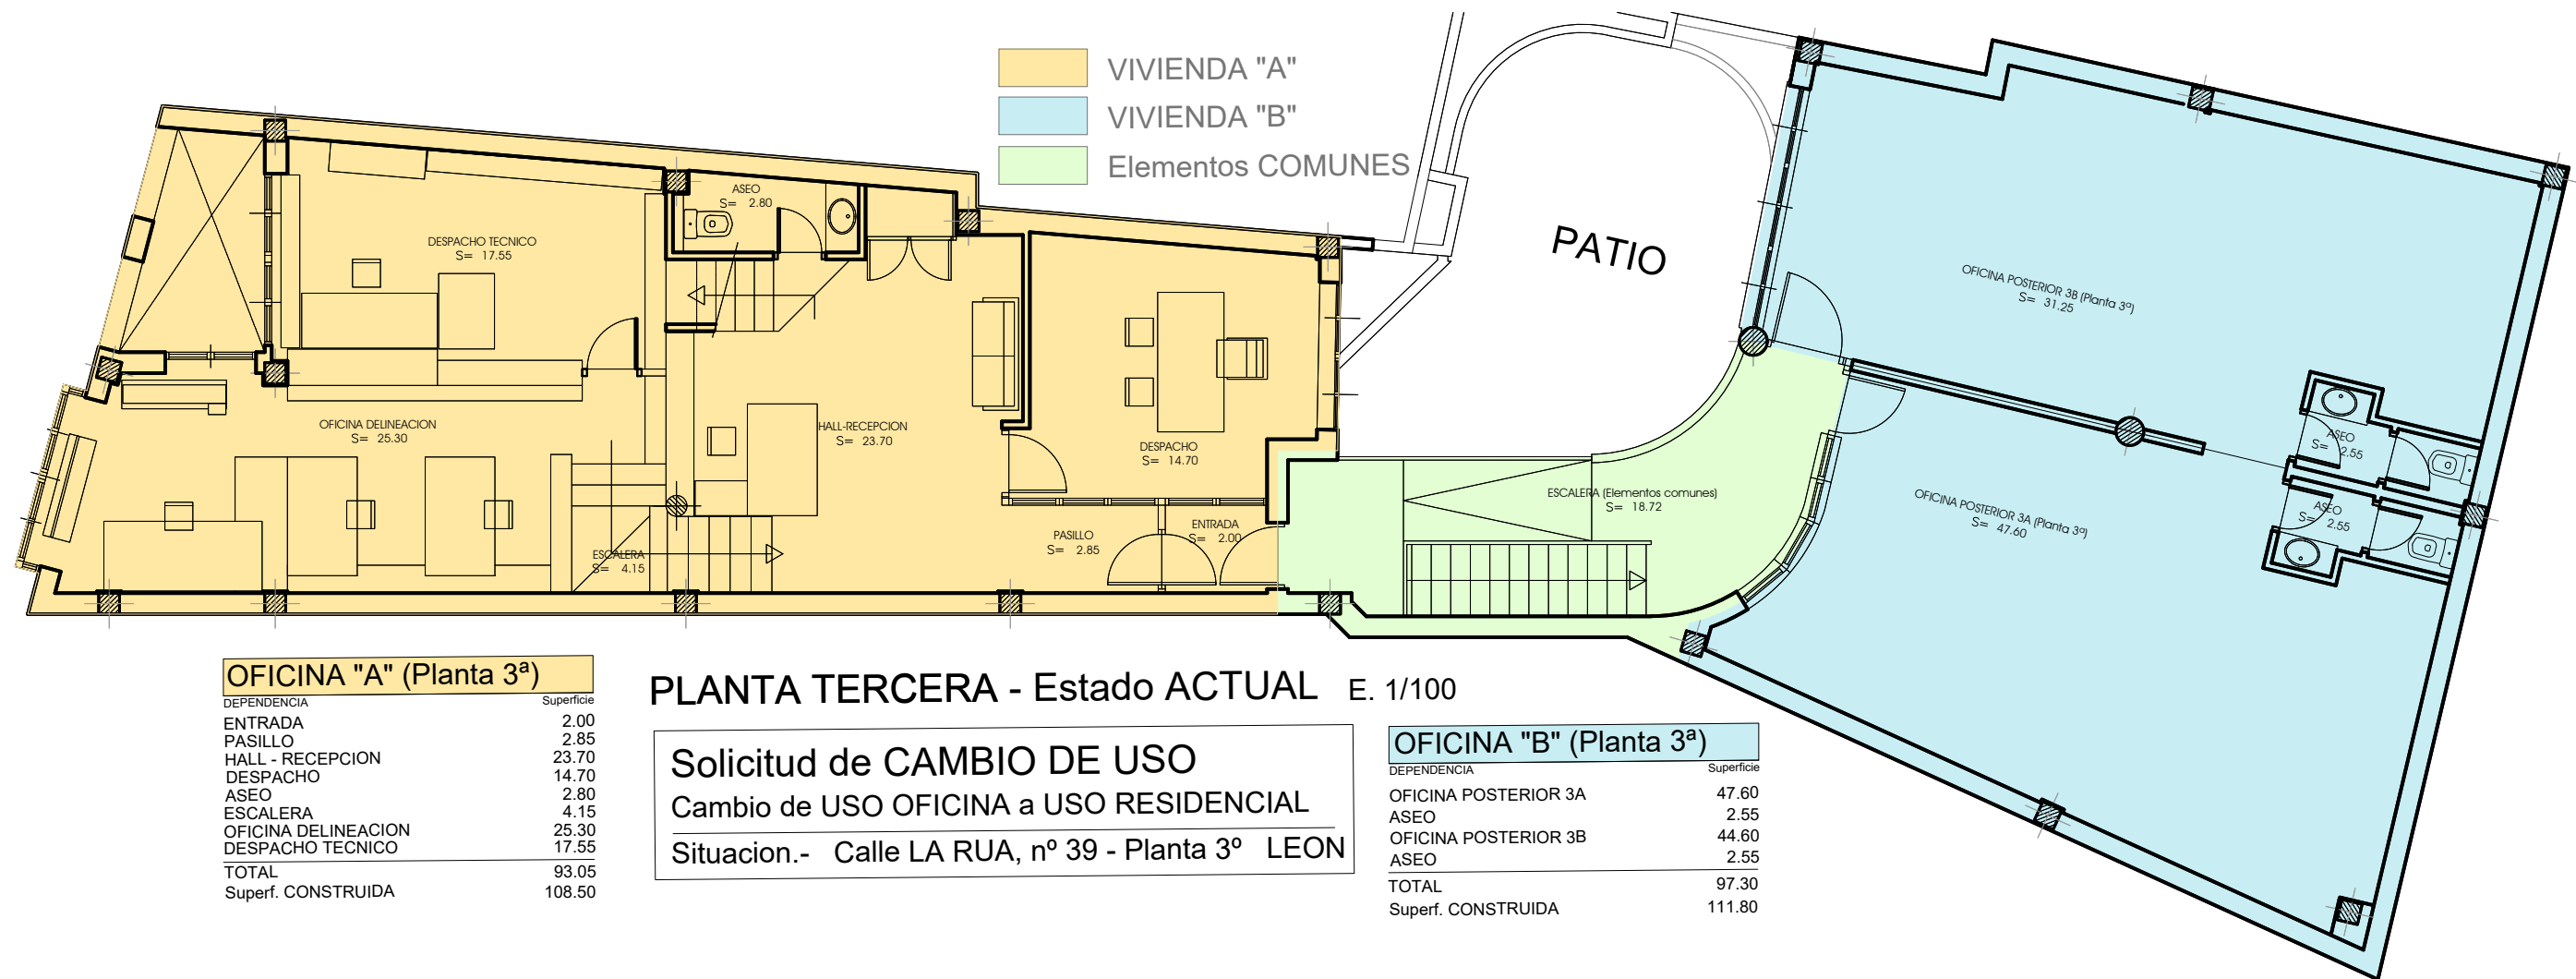 VIVIENDA "A"
VIVIENDA "B"
Elementos COMUNES
PATIO
ASEO
S= 2.80
DESPACHO TECNICO
S= 17.55
OFICINA DELINEACION
S= 25.30
HALL-RECEPCION
S= 23.70
DESPACHO
S= 14.70
ESCALERA
S= 4.15
PASILLO
S= 2.85
ENTRADA
S= 2.00
ESCALERA (Elementos comunes)
S= 18.72
OFICINA POSTERIOR 3B (Planta 3ª)
S= 31.25
ASEO
S= 2.55
OFICINA POSTERIOR 3A (Planta 3ª)
S= 47.60
ASEO
S= 2.55
OFICINA "A" (Planta 3ª)
DEPENDENCIA Superficie
ENTRADA 2.00
PASILLO 2.85
HALL - RECEPCION 23.70
DESPACHO 14.70
ASEO 2.80
ESCALERA 4.15
OFICINA DELINEACION 25.30
DESPACHO TECNICO 17.55
TOTAL 93.05
Superf. CONSTRUIDA 108.50
PLANTA TERCERA - Estado ACTUAL E. 1/100
Solicitud de CAMBIO DE USO
Cambio de USO OFICINA a USO RESIDENCIAL
Situacion.- Calle LA RUA, nº 39 - Planta 3º LEON
OFICINA "B" (Planta 3ª)
DEPENDENCIA Superficie
OFICINA POSTERIOR 3A 47.60
ASEO 2.55
OFICINA POSTERIOR 3B 44.60
ASEO 2.55
TOTAL 97.30
Superf. CONSTRUIDA 111.80